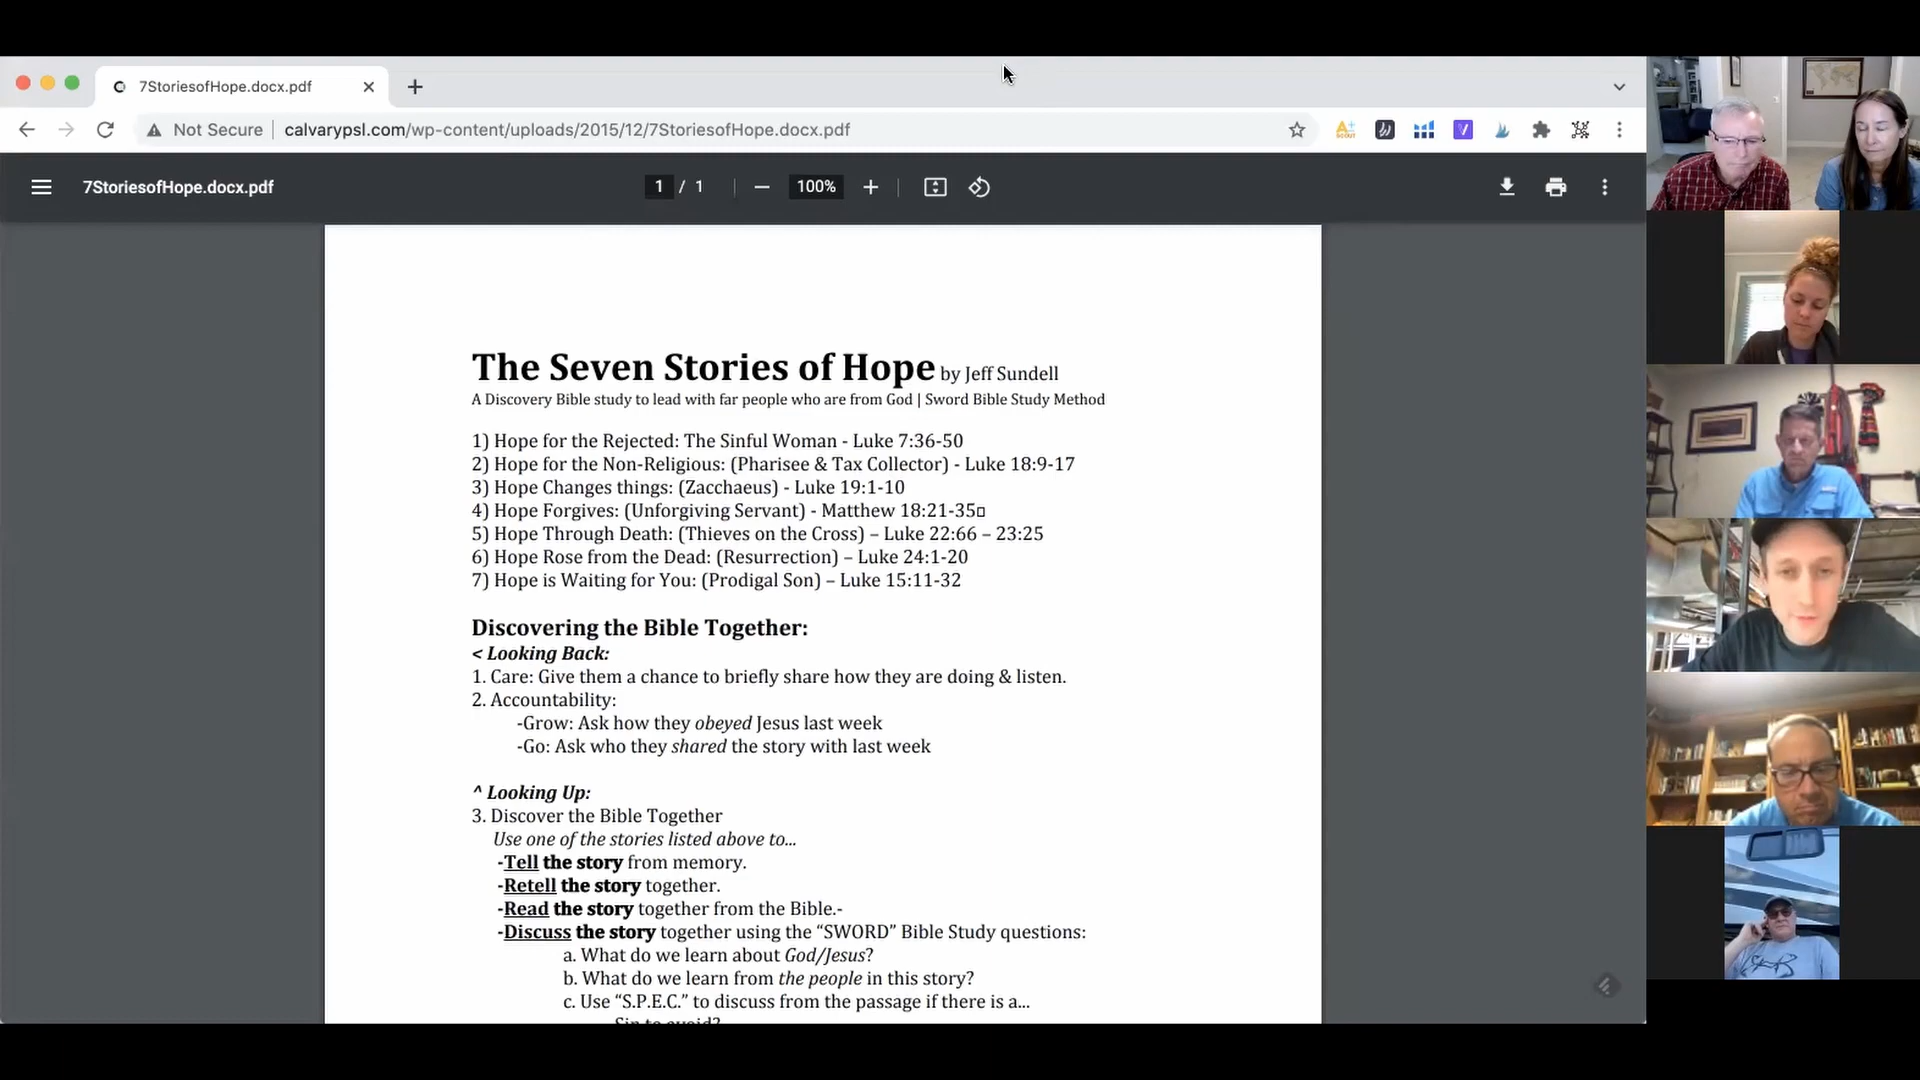 7StoriesofHope.docx.pdf
Not Secure
calvarypsl.com/wp-content/uploads/2015/12/7StoriesofHope.docx.pdf
7StoriesofHope.docx.pdf
1 / 1
100%
The Seven Stories of Hope by Jeff Sundell
A Discovery Bible study to lead with far people who are from God | Sword Bible Study Method
1) Hope for the Rejected: The Sinful Woman - Luke 7:36-50
2) Hope for the Non-Religious: (Pharisee & Tax Collector) - Luke 18:9-17
3) Hope Changes things: (Zacchaeus) - Luke 19:1-10
4) Hope Forgives: (Unforgiving Servant) - Matthew 18:21-35
5) Hope Through Death: (Thieves on the Cross) – Luke 22:66 – 23:25
6) Hope Rose from the Dead: (Resurrection) – Luke 24:1-20
7) Hope is Waiting for You: (Prodigal Son) – Luke 15:11-32
Discovering the Bible Together:
< Looking Back:
1. Care: Give them a chance to briefly share how they are doing & listen.
2. Accountability:
-Grow: Ask how they obeyed Jesus last week
-Go: Ask who they shared the story with last week
^ Looking Up:
3. Discover the Bible Together
Use one of the stories listed above to...
-Tell the story from memory.
-Retell the story together.
-Read the story together from the Bible.-
-Discuss the story together using the “SWORD” Bible Study questions:
a. What do we learn about God/Jesus?
b. What do we learn from the people in this story?
c. Use “S.P.E.C.” to discuss from the passage if there is a...
Sin to avoid?